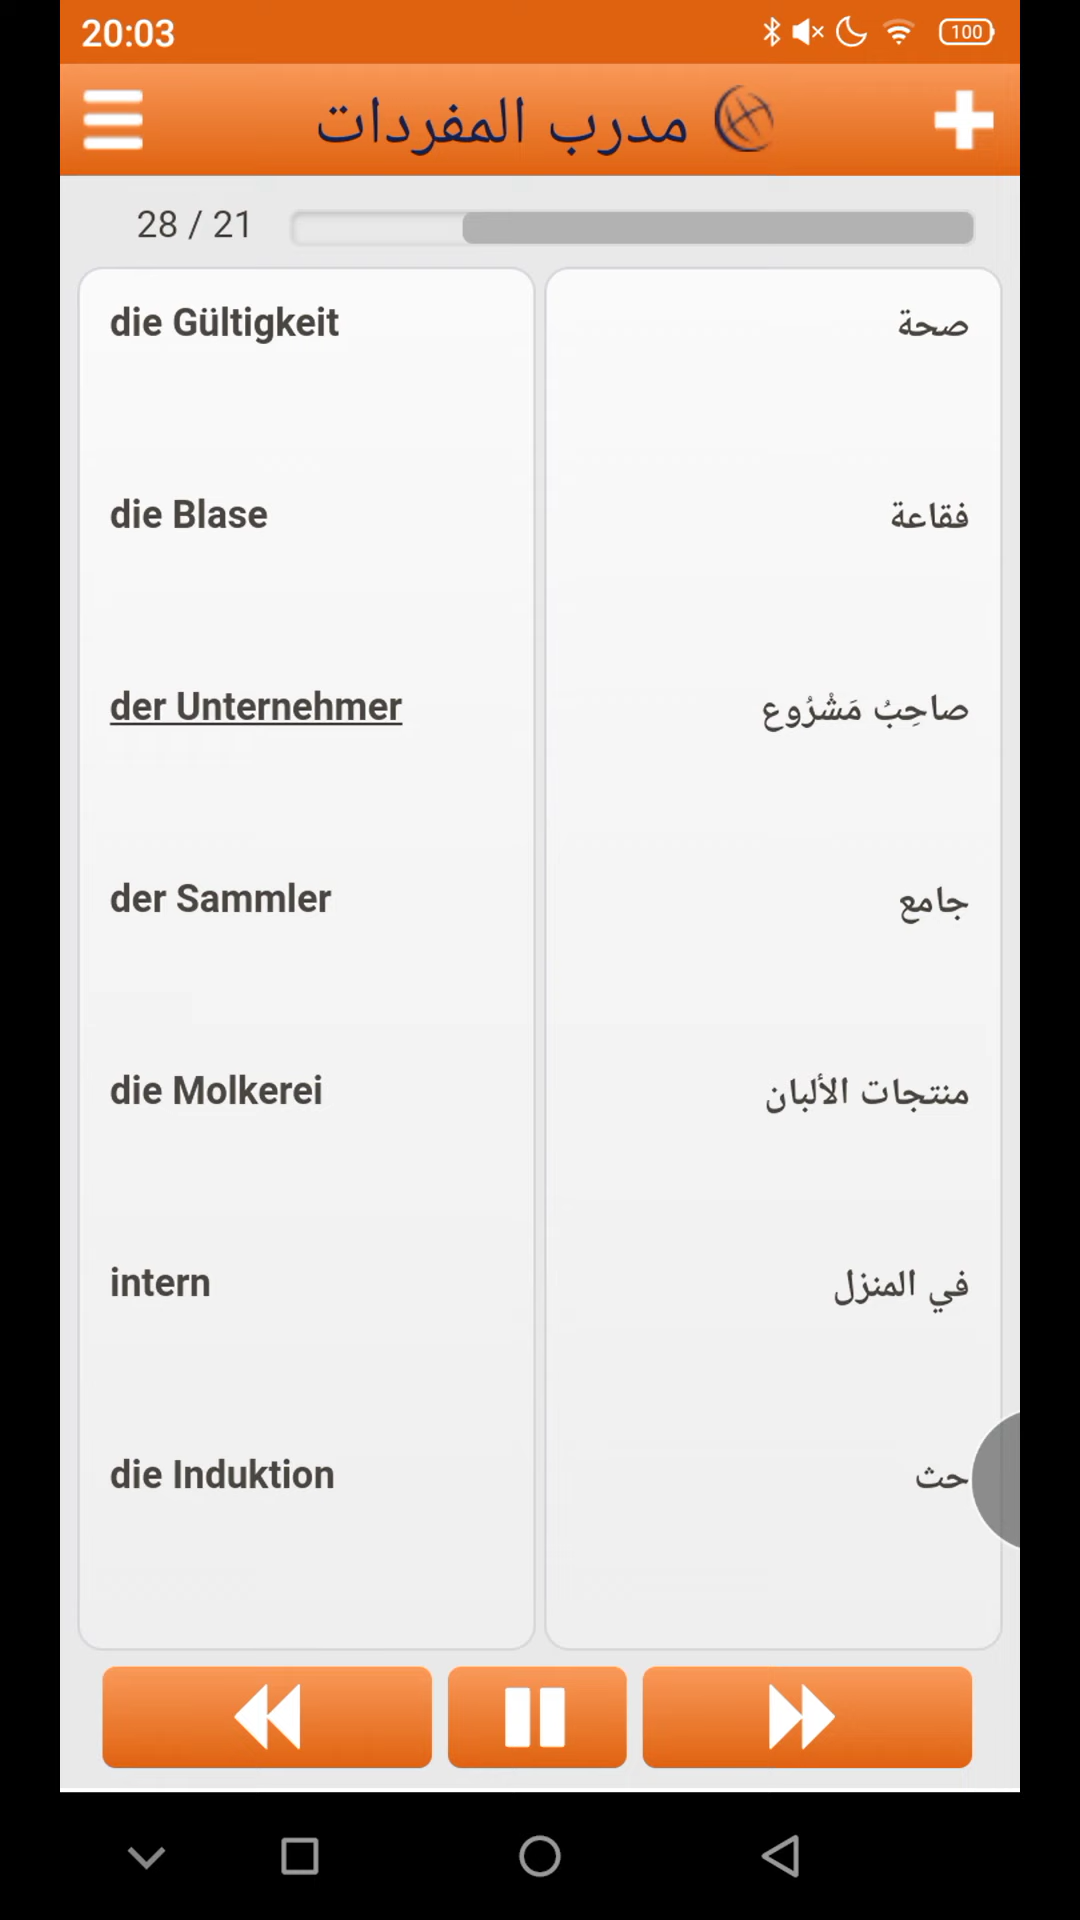 20:03
100
مدرب المفردات
28 / 21
die Gültigkeit
صحة
die Blase
فقاعة
der Unternehmer
صاحِبُ مَشْرُوع
der Sammler
جامع
die Molkerei
منتجات الألبان
intern
في المنزل
die Induktion
حث